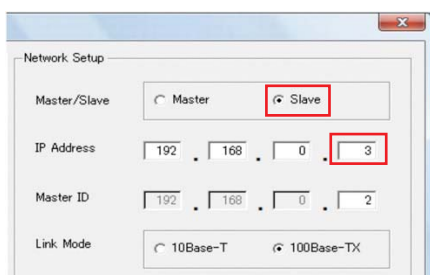 Network Setup
Master/Slave Master Slave
IP Address 192 . 168 . 0 . 3
Master ID 192 . 168 . 0 . 2
Link Mode 10Base-T 100Base-TX